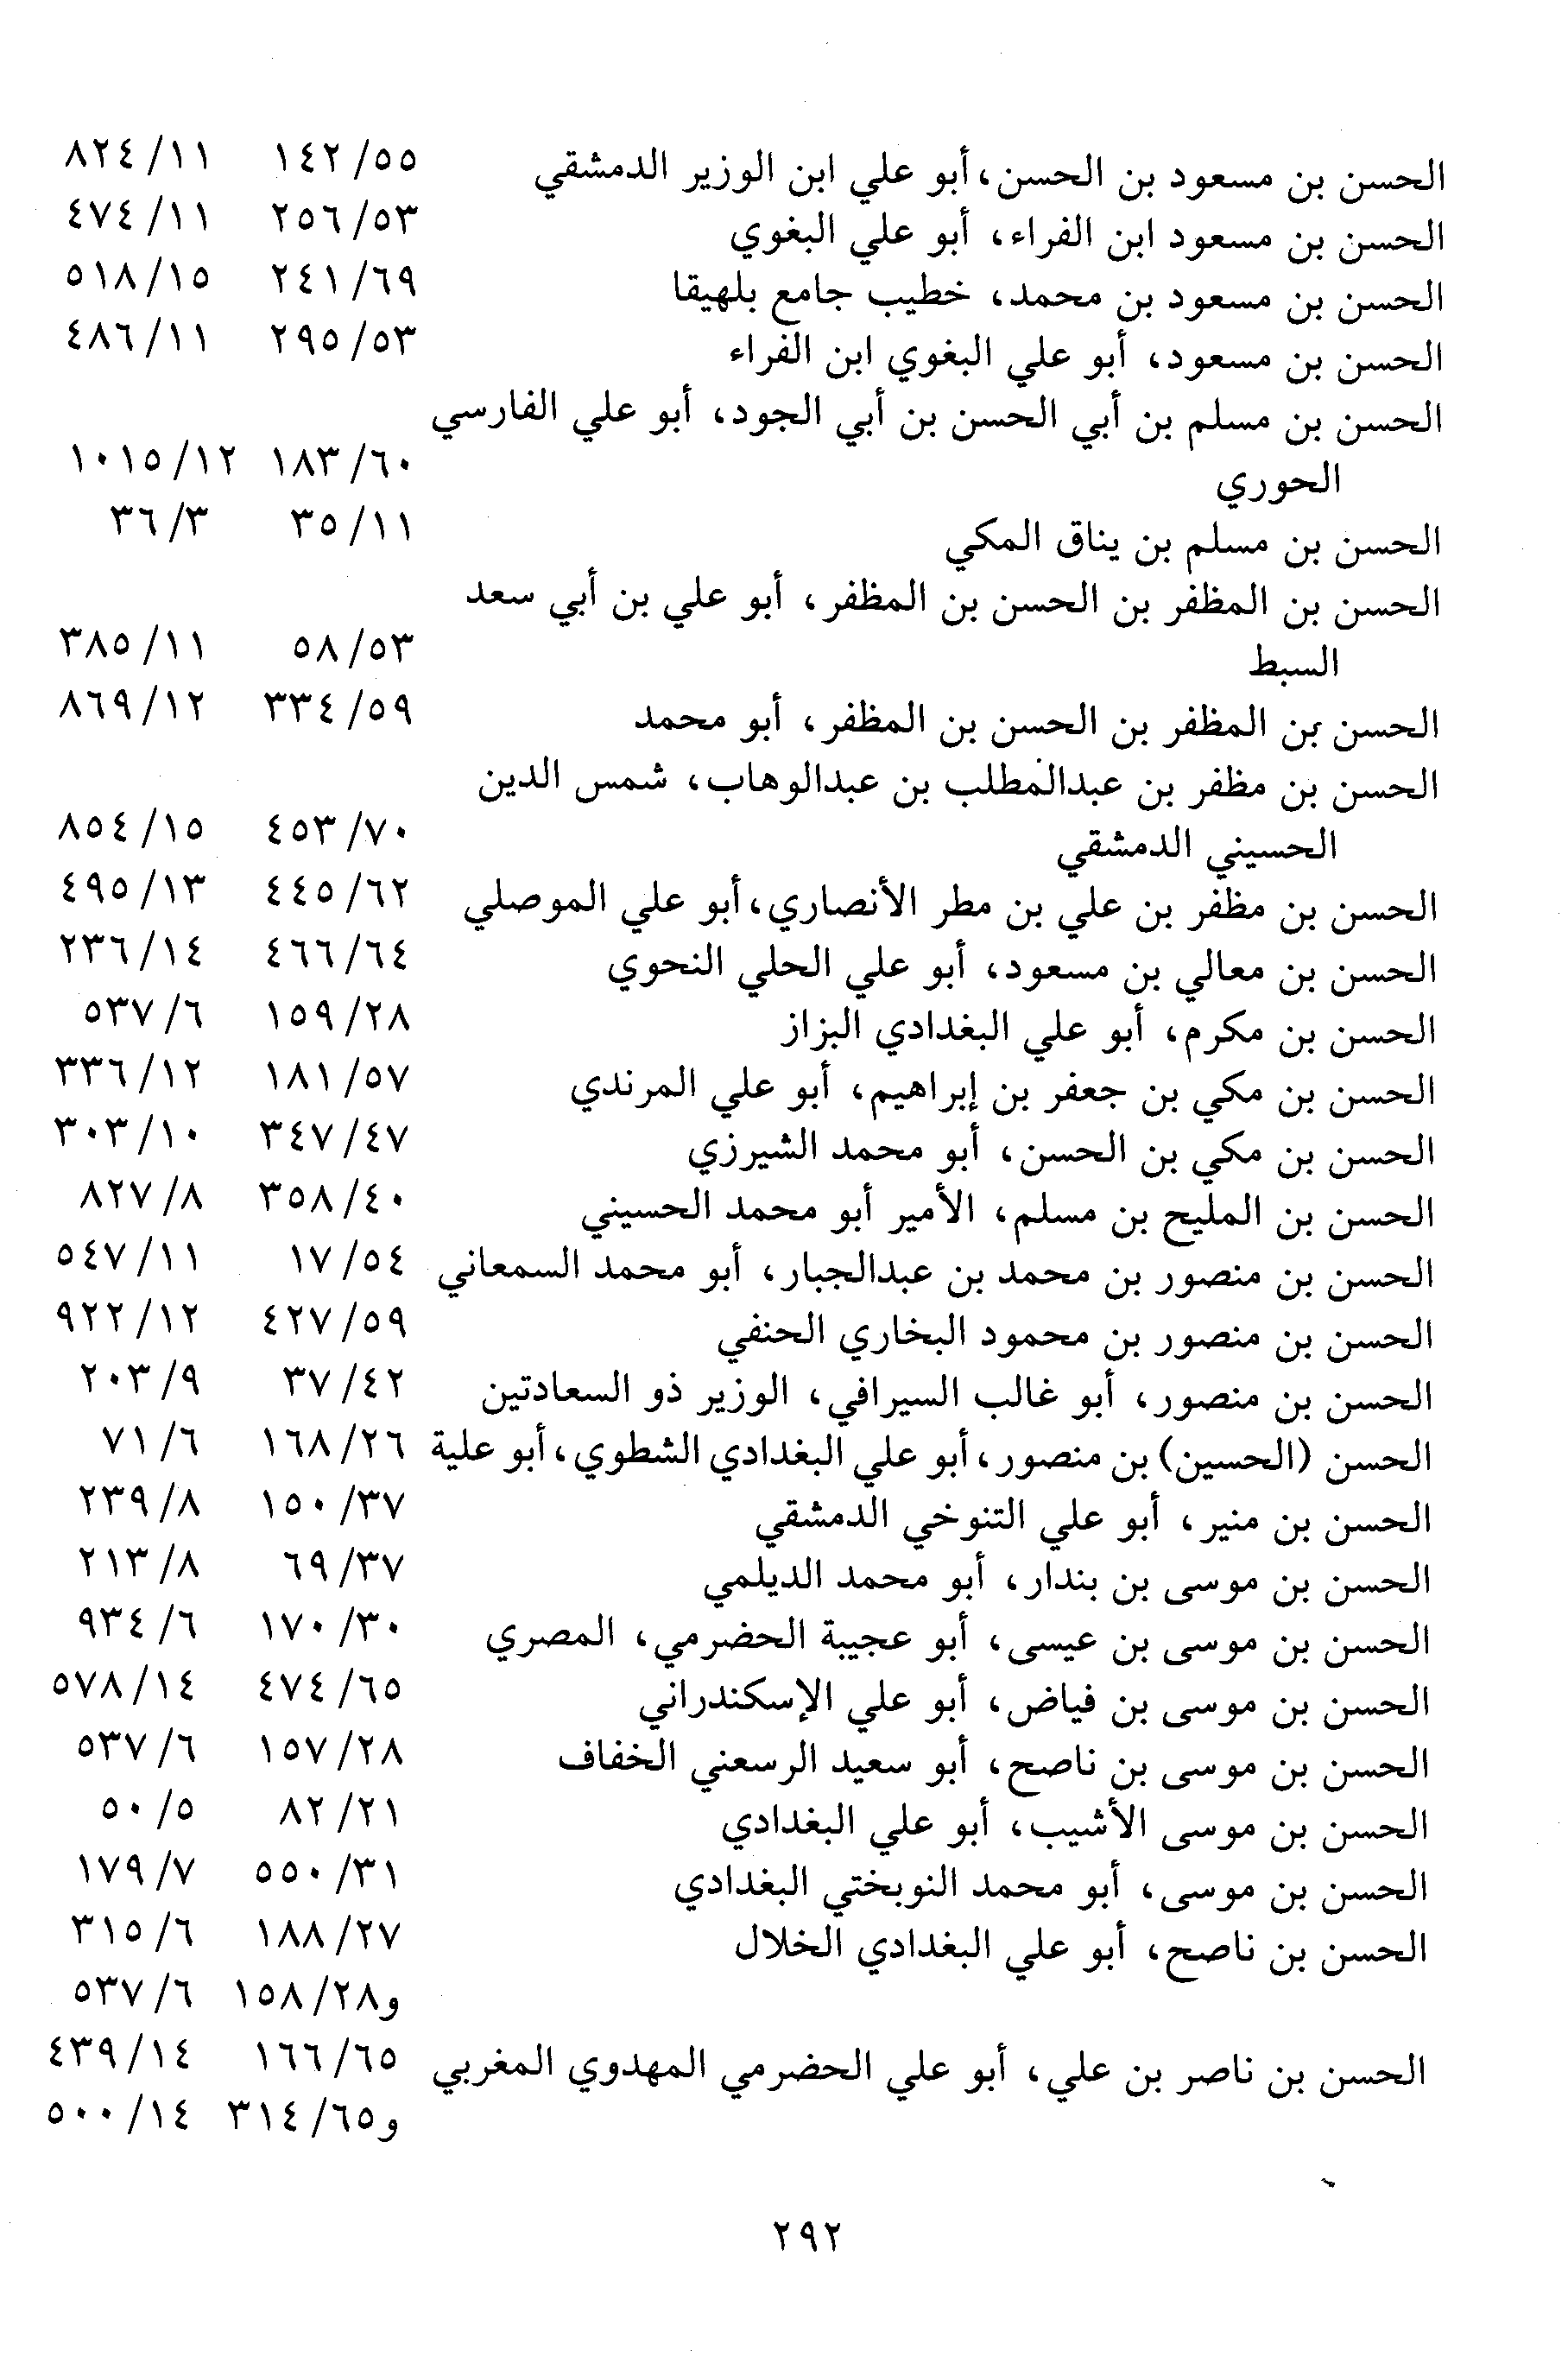 الحسن بن مسعود بن الحسن، أبو علي ابن الوزير الدمشقي ٥٥/ ١٤٢ ١١/ ٨٢٤
الحسن بن مسعود ابن الفراء، أبو علي البغوي ٥٣/ ٢٥٦ ١١/ ٤٧٤
الحسن بن مسعود بن محمد، خطيب جامع بلهيقا ٦٩/ ٢٤١ ١٥/ ٥١٨
الحسن بن مسعود، أبو علي البغوي ابن الفراء ٥٣/ ٢٩٥ ١١/ ٤٨٦
الحسن بن مسلم بن أبي الحسن بن أبي الجود، أبو علي الفارسي
الحوري ٦٠/ ١٨٣ ١٢/ ١٠١٥
الحسن بن مسلم بن يناق المكي ١١/ ٣٥ ٣/ ٣٦
الحسن بن المظفر بن الحسن بن المظفر، أبو علي بن أبي سعد
السبط ٥٣/ ٥٨ ١١/ ٣٨٥
الحسن بن المظفر بن الحسن بن المظفر، أبو محمد ٥٩/ ٣٣٤ ١٢/ ٨٦٩
الحسن بن مظفر بن عبدالمطلب بن عبدالوهاب، شمس الدين
الحسيني الدمشقي ٧٠/ ٤٥٣ ١٥/ ٨٥٤
الحسن بن مظفر بن علي بن مطر الأنصاري، أبو علي الموصلي ٦٢/ ٤٤٥ ١٣/ ٤٩٥
الحسن بن معالي بن مسعود، أبو علي الحلي النحوي ٦٤/ ٤٦٦ ١٤/ ٢٣٦
الحسن بن مكرم، أبو علي البغدادي البزاز ٢٨/ ١٥٩ ٦/ ٥٣٧
الحسن بن مكي بن جعفر بن إبراهيم، أبو علي المرندي ٥٧/ ١٨١ ١٢/ ٣٣٦
الحسن بن مكي بن الحسن، أبو محمد الشيرزي ٤٧/ ٣٤٧ ١٠/ ٣٠٣
الحسن بن المليح بن مسلم، الأمير أبو محمد الحسيني ٤٠/ ٣٥٨ ٨/ ٨٢٧
الحسن بن منصور بن محمد بن عبدالجبار، أبو محمد السمعاني ٥٤/ ١٧ ١١/ ٥٤٧
الحسن بن منصور بن محمود البخاري الحنفي ٥٩/ ٤٢٧ ١٢/ ٩٢٢
الحسن بن منصور، أبو غالب السيرافي، الوزير ذو السعادتين ٤٢/ ٣٧ ٩/ ٢٠٣
الحسن (الحسين) بن منصور، أبو علي البغدادي الشطوي، أبو علية ٢٦/ ١٦٨ ٦/ ٧١
الحسن بن منير، أبو علي التنوخي الدمشقي ٣٧/ ١٥٠ ٨/ ٢٣٩
الحسن بن موسى بن بندار، أبو محمد الديلمي ٣٧/ ٦٩ ٨/ ٢١٣
الحسن بن موسى بن عيسى، أبو عجيبة الحضرمي، المصري ٣٠/ ١٧٠ ٦/ ٩٣٤
الحسن بن موسى بن فياض، أبو علي الإسكندراني ٦٥/ ٤٧٤ ١٤/ ٥٧٨
الحسن بن موسى بن ناصح، أبو سعيد الرسعني الخفاف ٢٨/ ١٥٧ ٦/ ٥٣٧
الحسن بن موسى الأشيب، أبو علي البغدادي ٢١/ ٨٢ ٥/ ٥٠
الحسن بن موسى، أبو محمد النوبختي البغدادي ٣١/ ٥٥٠ ٧/ ١٧٩
الحسن بن ناصح، أبو علي البغدادي الخلال ٢٧/ ١٨٨ ٦/ ٣١٥
و٢٨/ ١٥٨ ٦/ ٥٣٧
الحسن بن ناصر بن علي، أبو علي الحضرمي المهدوي المغربي ٦٥/ ١٦٦ ١٤/ ٤٣٩
و٦٥/ ٣١٤ ١٤/ ٥٠٠
٢٩٢